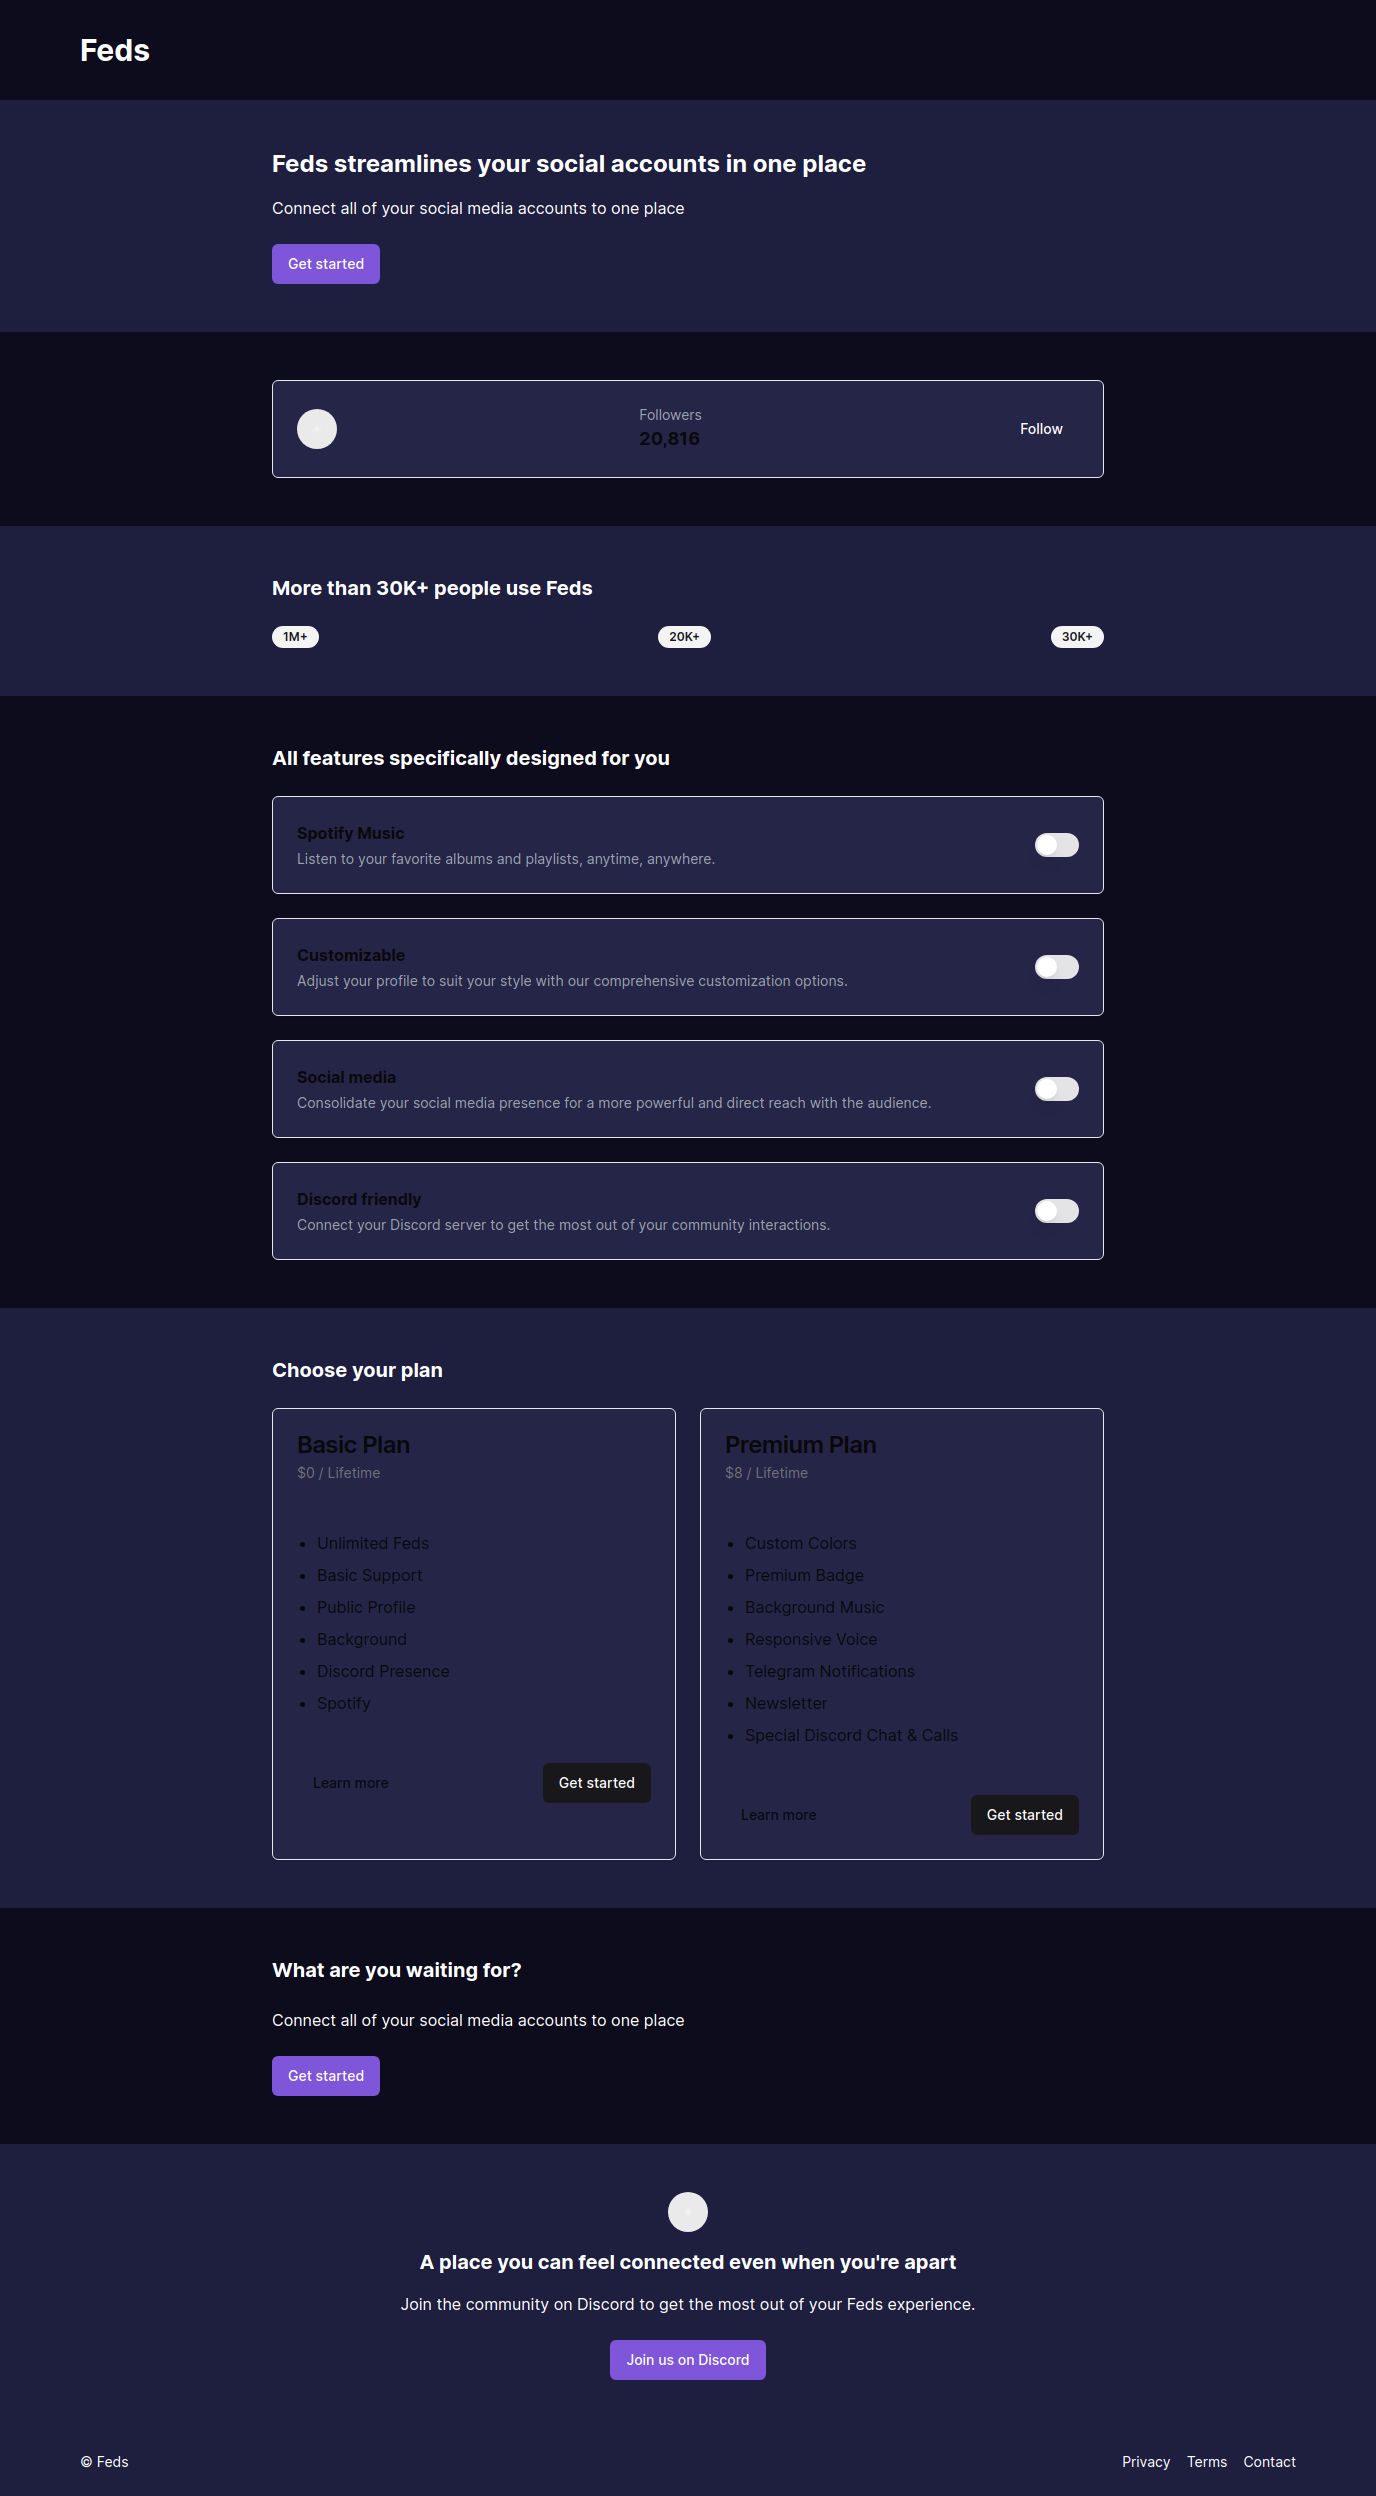 Feds
Feds streamlines your social accounts in one place
Connect all of your social media accounts to one place
Get started
Followers
20,816
Follow
More than 30K+ people use Feds
1M+
20K+
30K+
All features specifically designed for you
Spotify Music
Listen to your favorite albums and playlists, anytime, anywhere.
Customizable
Adjust your profile to suit your style with our comprehensive customization options.
Social media
Consolidate your social media presence for a more powerful and direct reach with the audience.
Discord friendly
Connect your Discord server to get the most out of your community interactions.
Choose your plan
Basic Plan
$0 / Lifetime
Unlimited Feds
Basic Support
Public Profile
Background
Discord Presence
Spotify
Learn more
Get started
Premium Plan
$8 / Lifetime
Custom Colors
Premium Badge
Background Music
Responsive Voice
Telegram Notifications
Newsletter
Special Discord Chat & Calls
Learn more
Get started
What are you waiting for?
Connect all of your social media accounts to one place
Get started
A place you can feel connected even when you're apart
Join the community on Discord to get the most out of your Feds experience.
Join us on Discord
© Feds
Privacy
Terms
Contact